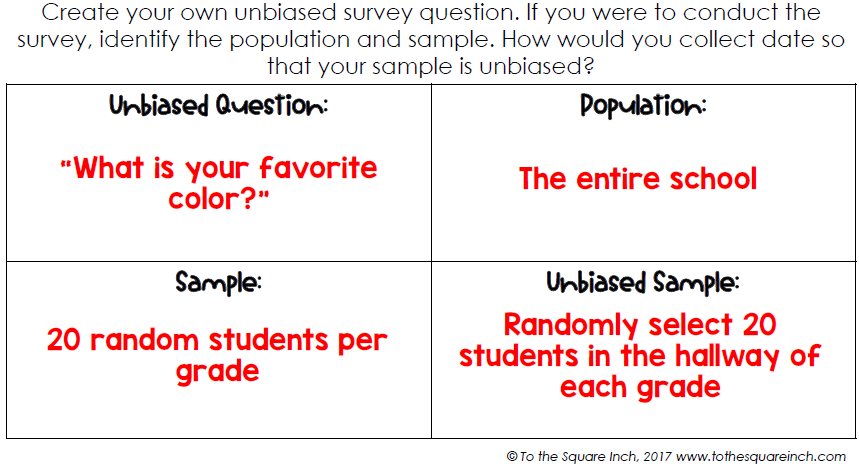 Create your own unbiased survey question. If you were to conduct the
survey, identify the population and sample. How would you collect date so
that your sample is unbiased?
Unbiased Question:
"What is your favorite
color?"
Population:
The entire school
Sample:
20 random students per
grade
Unbiased Sample:
Randomly select 20
students in the hallway of
each grade
© To the Square Inch, 2017 www.tothesquareinch.com